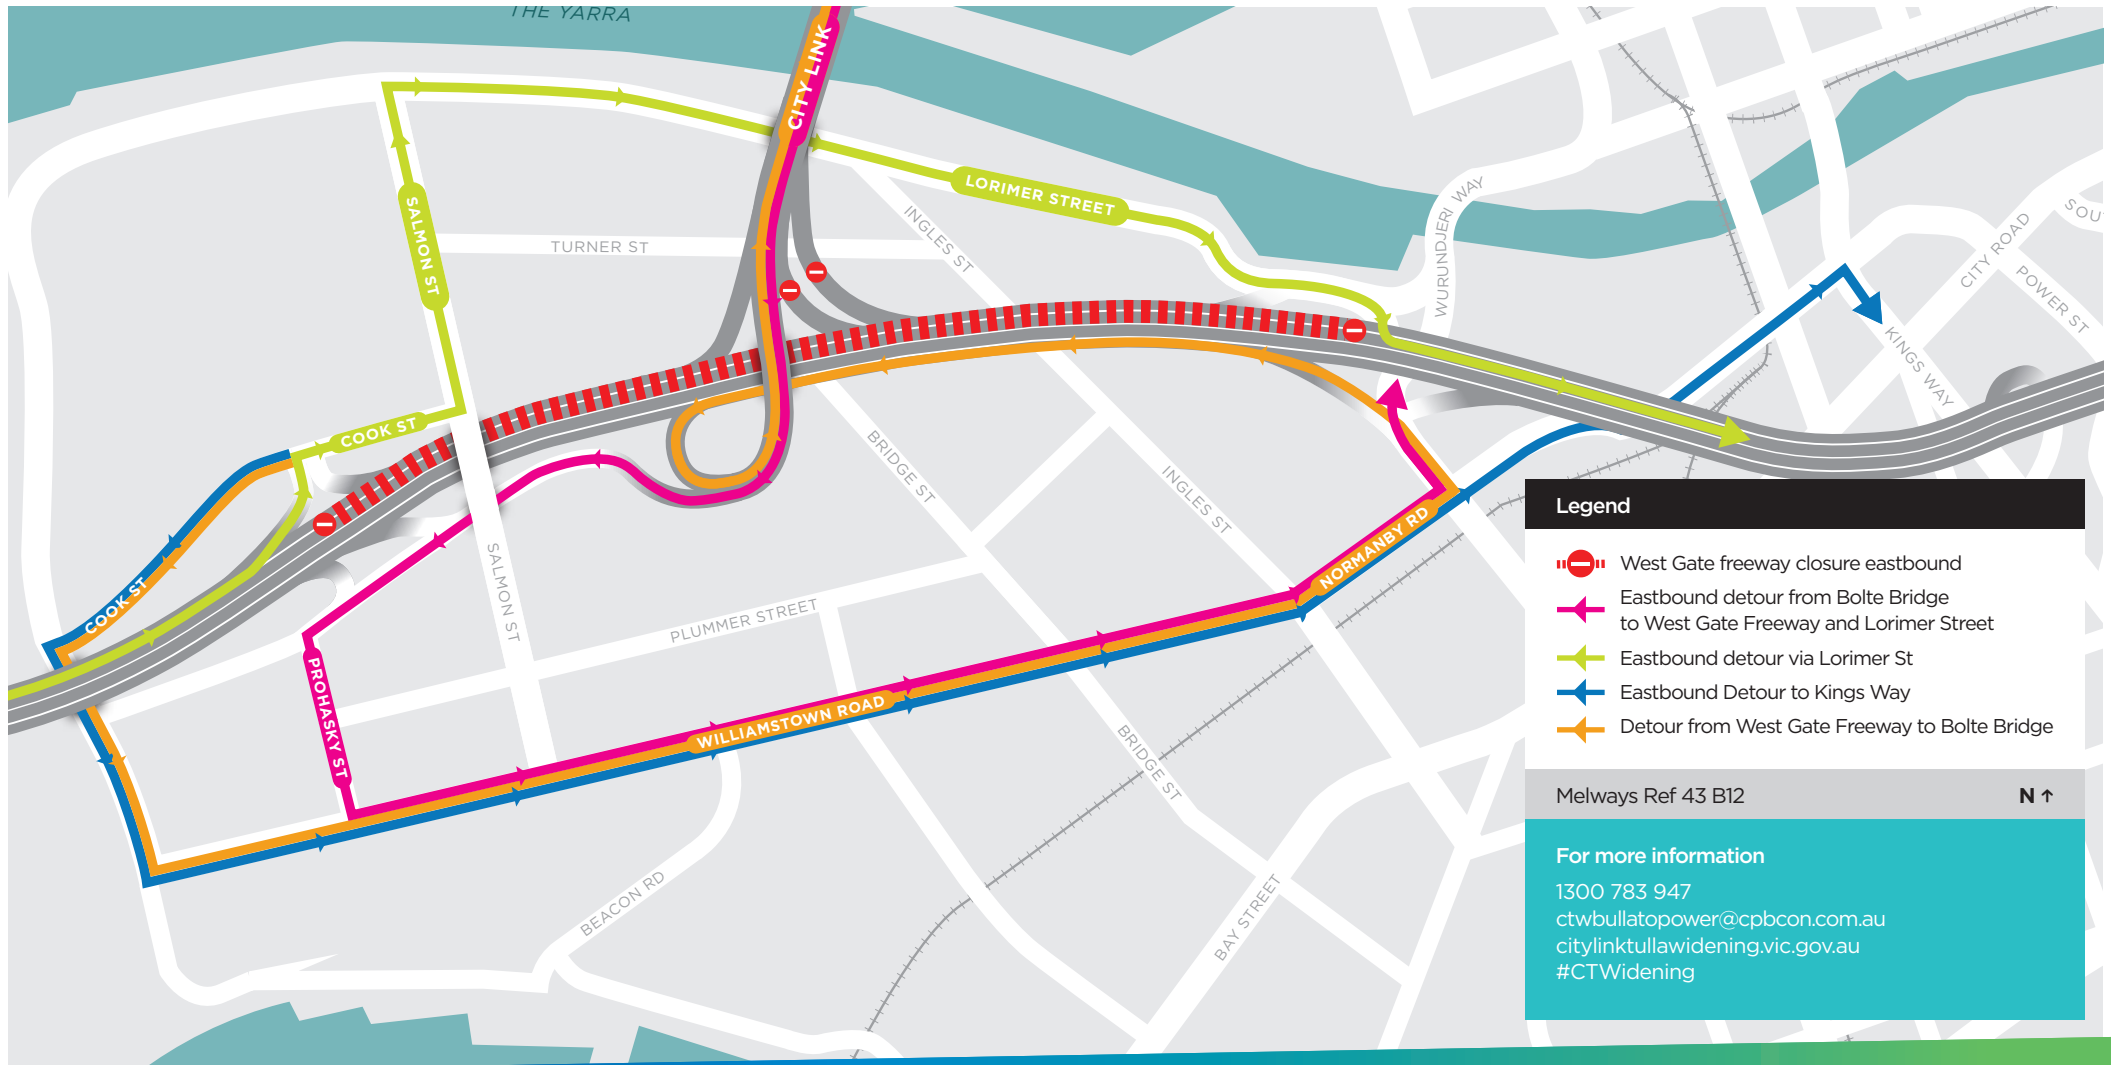 THE YARRA
CITY LINK
SALMON ST
TURNER ST
INGLES ST
LORIMER STREET
WURUNDJERI WAY
CITY ROAD
SOU
POWER ST
KINGS WAY
COOK ST
COOK ST
BRIDGE ST
INGLES ST
SALMON ST
NORMANBY RD
PLUMMER STREET
PROHASKY ST
WILLIAMSTOWN ROAD
BRIDGE ST
BEACON RD
BAY STREET
Legend
West Gate freeway closure eastbound
Eastbound detour from Bolte Bridge
to West Gate Freeway and Lorimer Street
Eastbound detour via Lorimer St
Eastbound Detour to Kings Way
Detour from West Gate Freeway to Bolte Bridge
Melways Ref 43 B12 N ↑
For more information
1300 783 947
ctwbullatopower@cpbcon.com.au
citylinktullawidening.vic.gov.au
#CTWidening